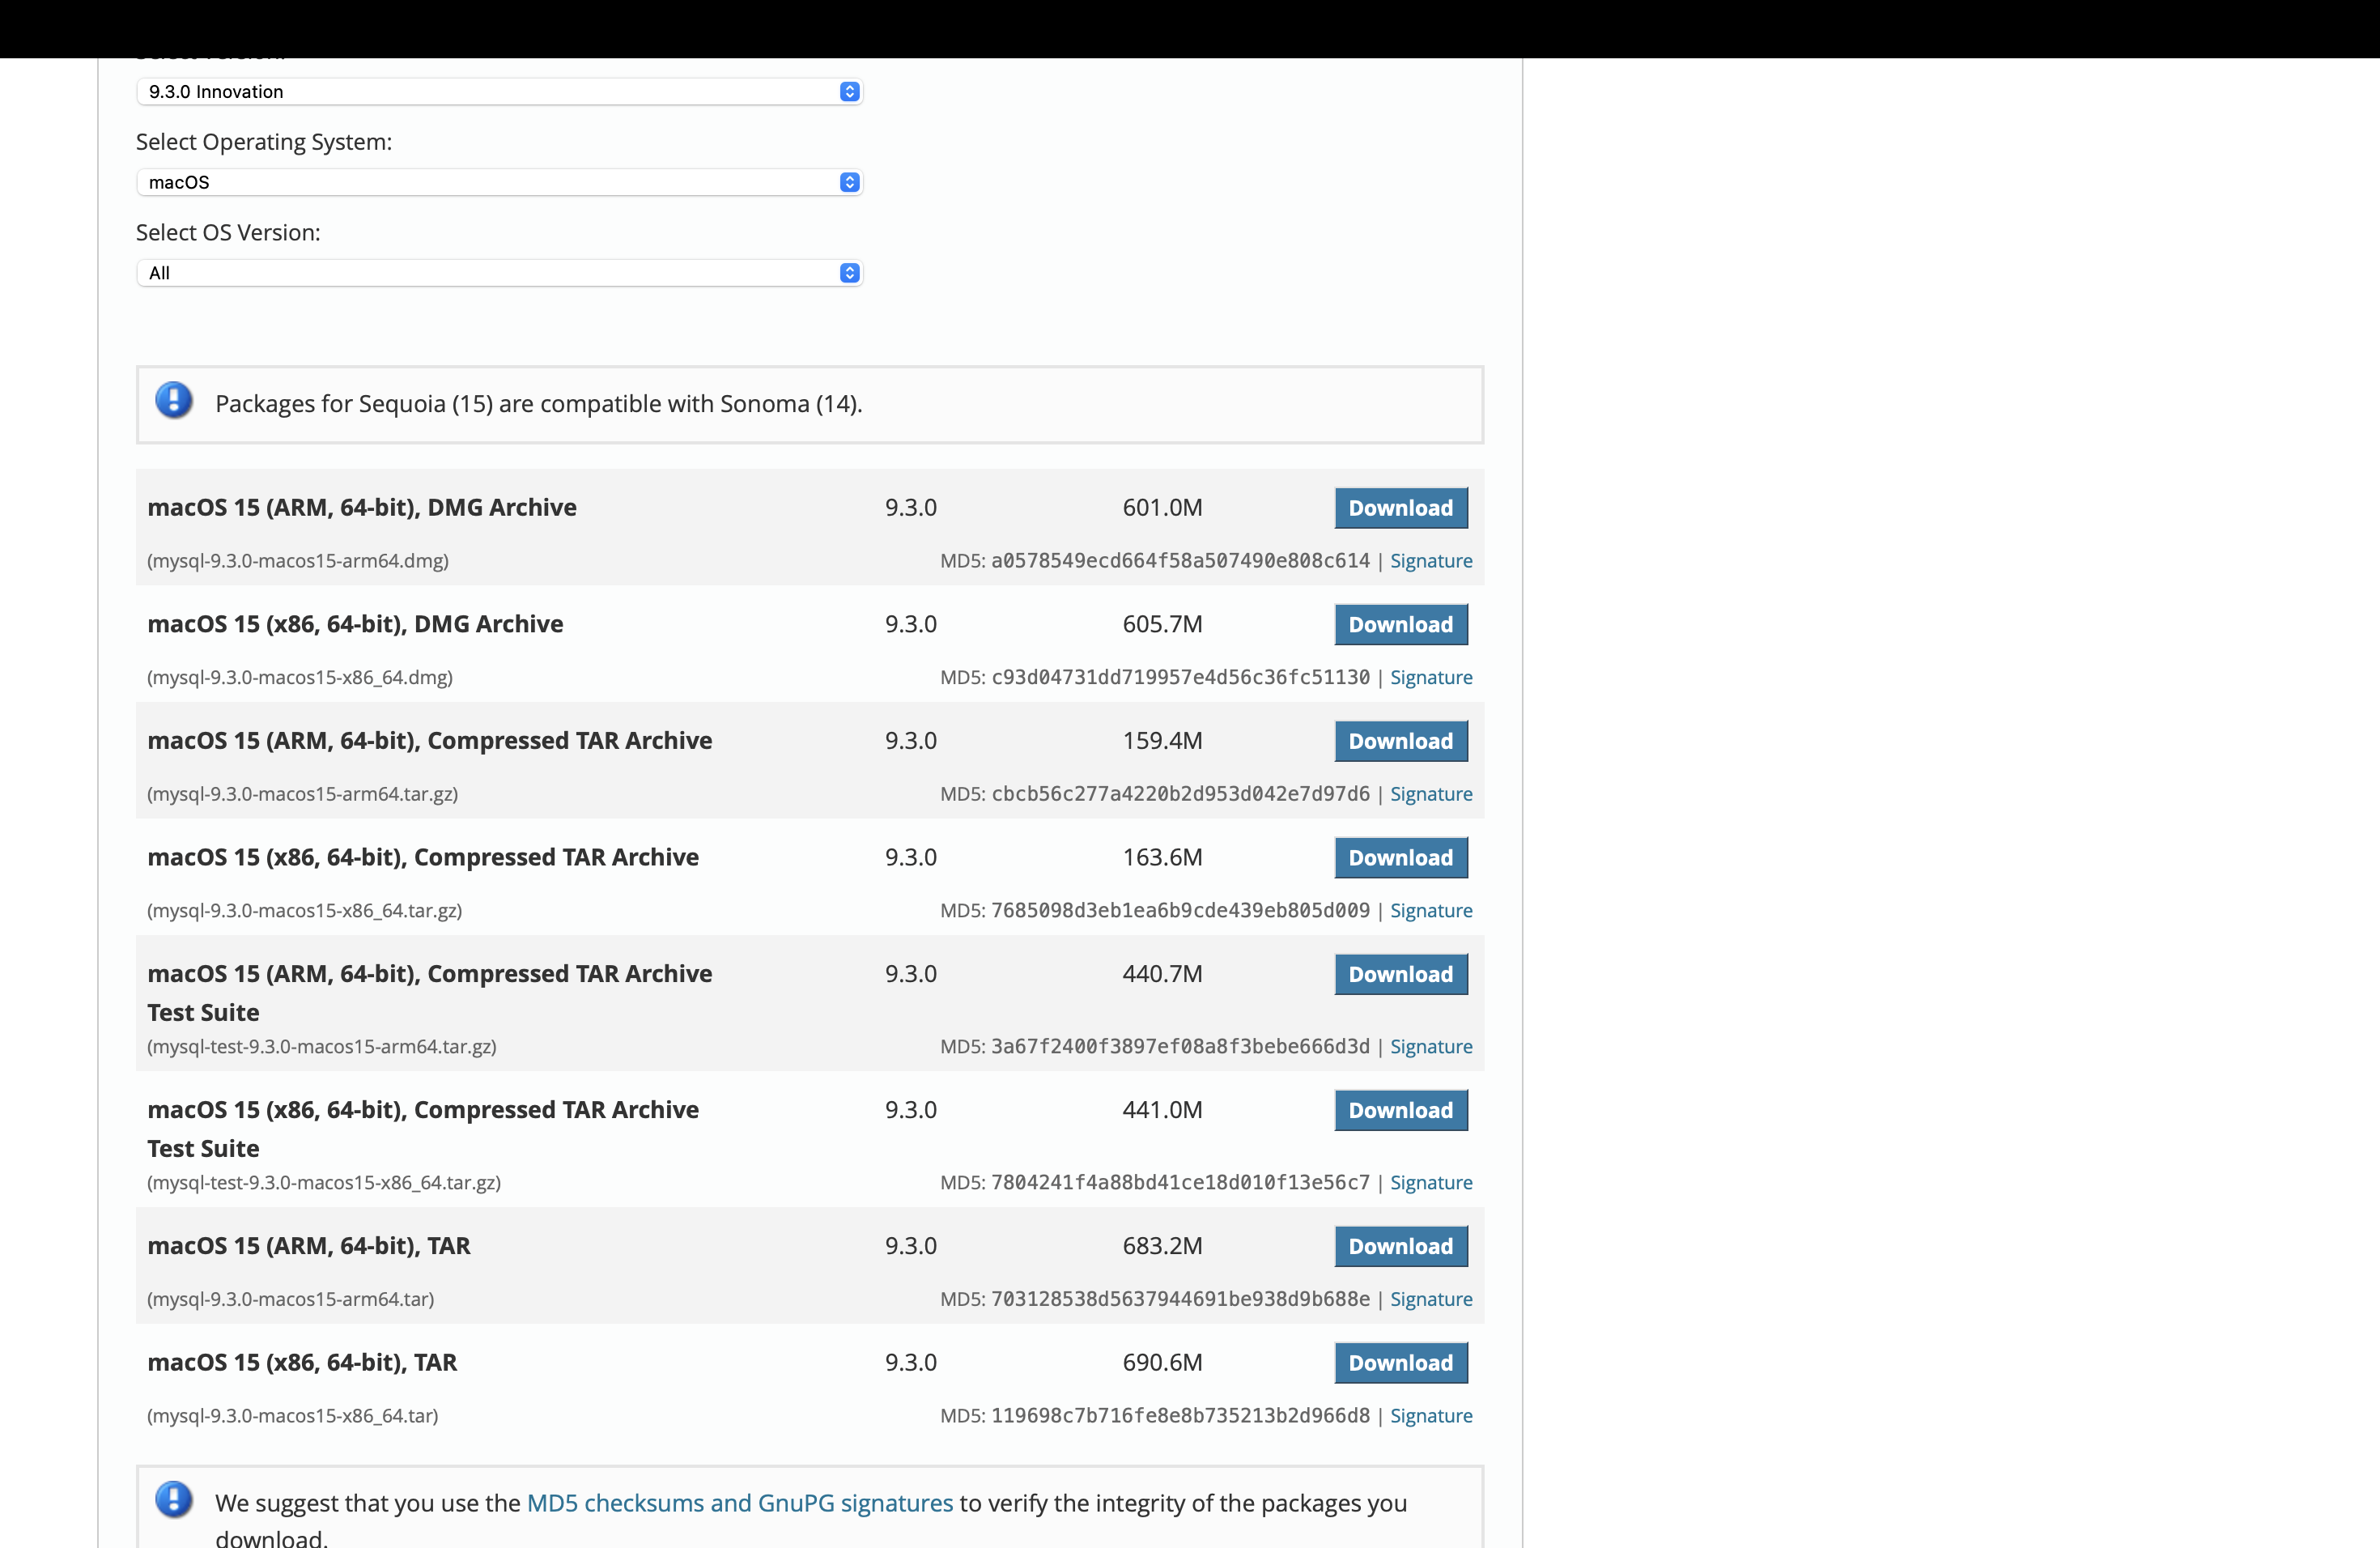 9.3.0 Innovation
Select Operating System:
macOS
Select OS Version:
All
Packages for Sequoia (15) are compatible with Sonoma (14).
macOS 15 (ARM, 64-bit), DMG Archive 9.3.0 601.0M Download
(mysql-9.3.0-macos15-arm64.dmg) MD5: a0578549ecd664f58a507490e808c614 | Signature
macOS 15 (x86, 64-bit), DMG Archive 9.3.0 605.7M Download
(mysql-9.3.0-macos15-x86_64.dmg) MD5: c93d04731dd719957e4d56c36fc51130 | Signature
macOS 15 (ARM, 64-bit), Compressed TAR Archive 9.3.0 159.4M Download
(mysql-9.3.0-macos15-arm64.tar.gz) MD5: cbcb56c277a4220b2d953d042e7d97d6 | Signature
macOS 15 (x86, 64-bit), Compressed TAR Archive 9.3.0 163.6M Download
(mysql-9.3.0-macos15-x86_64.tar.gz) MD5: 7685098d3eb1ea6b9cde439eb805d009 | Signature
macOS 15 (ARM, 64-bit), Compressed TAR Archive 9.3.0 440.7M Download
Test Suite
(mysql-test-9.3.0-macos15-arm64.tar.gz) MD5: 3a67f2400f3897ef08a8f3bebe666d3d | Signature
macOS 15 (x86, 64-bit), Compressed TAR Archive 9.3.0 441.0M Download
Test Suite
(mysql-test-9.3.0-macos15-x86_64.tar.gz) MD5: 7804241f4a88bd41ce18d010f13e56c7 | Signature
macOS 15 (ARM, 64-bit), TAR 9.3.0 683.2M Download
(mysql-9.3.0-macos15-arm64.tar) MD5: 703128538d5637944691be938d9b688e | Signature
macOS 15 (x86, 64-bit), TAR 9.3.0 690.6M Download
(mysql-9.3.0-macos15-x86_64.tar) MD5: 119698c7b716fe8e8b735213b2d966d8 | Signature
We suggest that you use the MD5 checksums and GnuPG signatures to verify the integrity of the packages you
download.